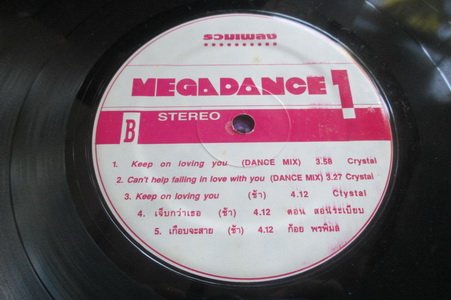 รวมเพลง
MEGADANCE 1
B STEREO
1. Keep on loving you (DANCE MIX) 3.58 Crystal
2. Can't help falling in love with you (DANCE MIX) 3.27 Crystal
3. Keep on loving you (ช้า) 4.12 Ctystal
4. เจ็บกว่าเธอ (ช้า) 4.12 ดอน สอนระเบียบ
5. เกือบจะสาย (ช้า) 4.12 ก้อย พรพิมล